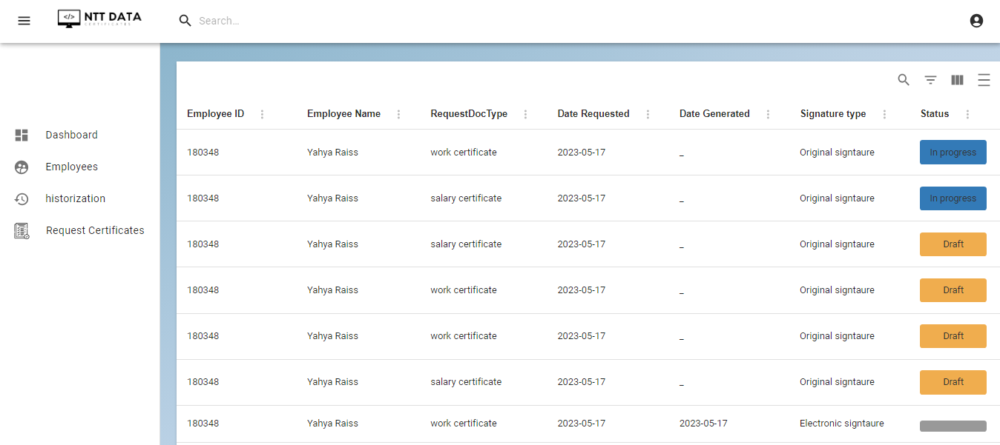 </> NTT DATA
CERTIFICATES
Search...
Dashboard
Employees
historization
Request Certificates
Employee ID Employee Name RequestDocType Date Requested Date Generated Signature type Status
180348 Yahya Raiss work certificate 2023-05-17 _ Original signtaure In progress
180348 Yahya Raiss salary certificate 2023-05-17 _ Original signtaure In progress
180348 Yahya Raiss salary certificate 2023-05-17 _ Original signtaure Draft
180348 Yahya Raiss work certificate 2023-05-17 _ Original signtaure Draft
180348 Yahya Raiss work certificate 2023-05-17 _ Original signtaure Draft
180348 Yahya Raiss salary certificate 2023-05-17 _ Original signtaure Draft
180348 Yahya Raiss work certificate 2023-05-17 2023-05-17 Electronic signtaure